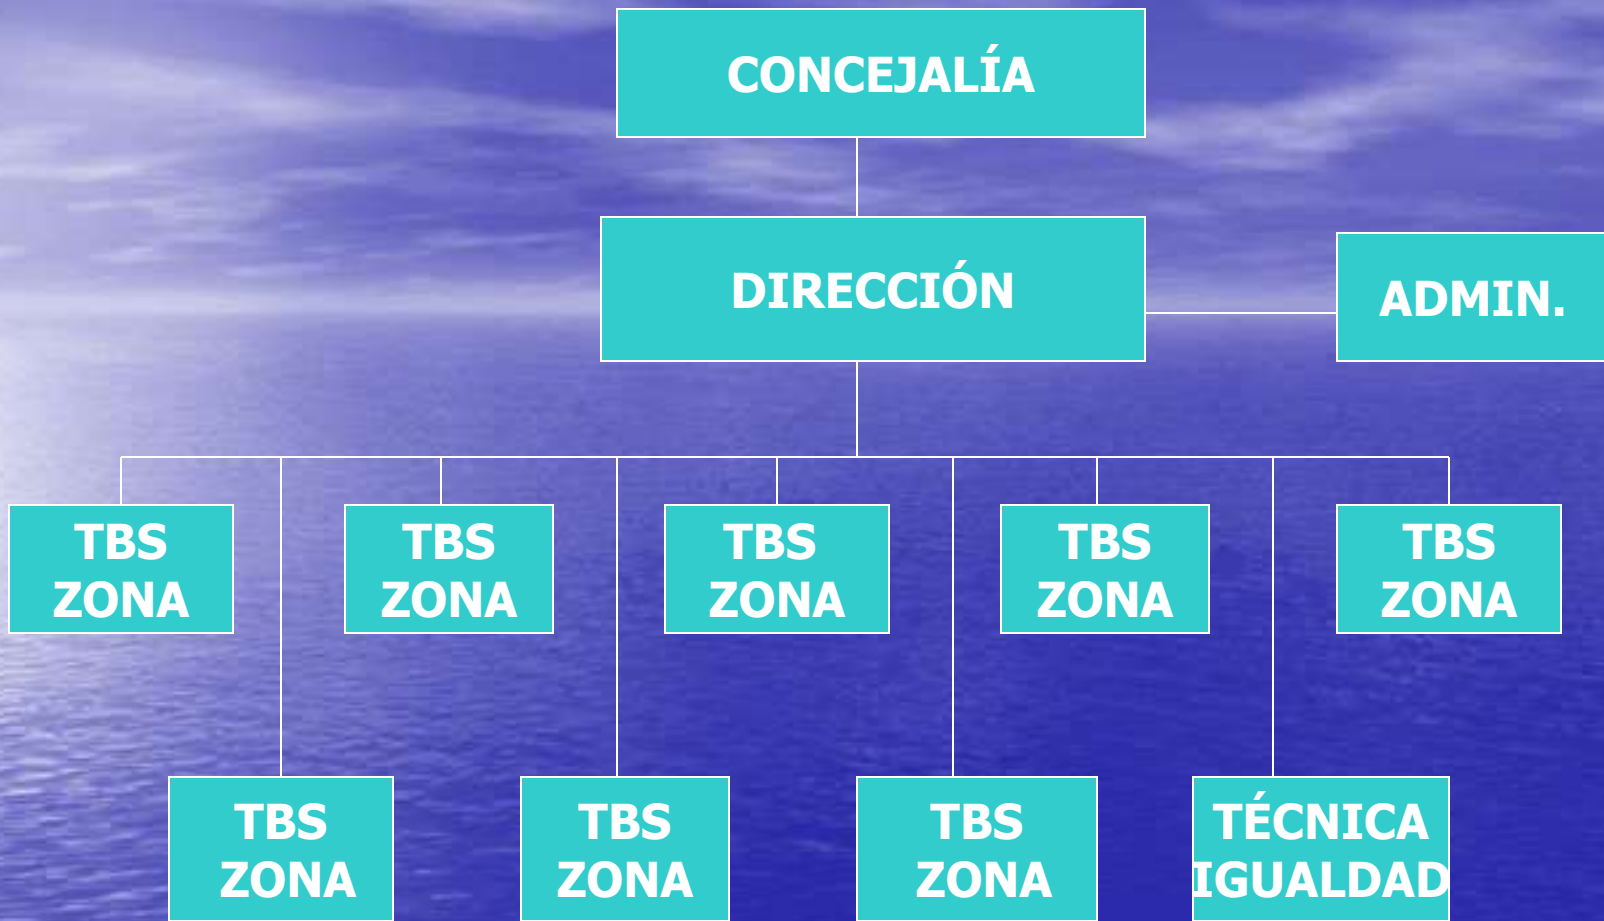 CONCEJALÍA
DIRECCIÓN
ADMIN.
TBS
ZONA
TBS
ZONA
TBS
ZONA
TBS
ZONA
TBS
ZONA
TBS
ZONA
TBS
ZONA
TBS
ZONA
TÉCNICA
IGUALDAD